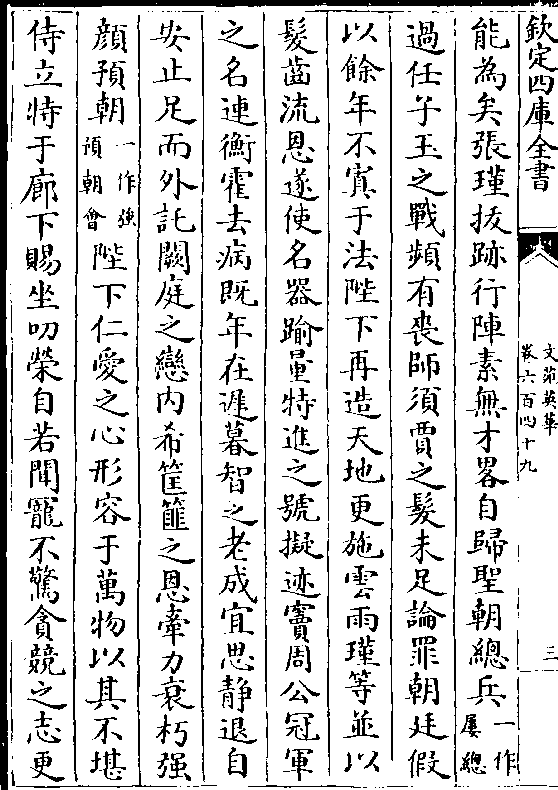 欽定四庫全書
文苑英華
卷六百四十九
三
能為矣張瑾抜跡行陣素無才畧自歸聖朝總兵一作屢總
過任子玉之戰頻有喪師須賈之髮未足論罪朝廷假
以餘年不寘于法陛下再造天地更施雲雨瑾等並以
髮齒流恩遂使名器踰量特進之號擬迹竇周公冠軍
之名連衡霍去病既年在遲暮智之老成宜思静退自
安止足而外託闕庭之戀内希筐篚之恩牽力衰朽强
顔預朝一作強預朝會陛下仁愛之心形容于萬物以其不堪
侍立特于廊下賜坐叨榮自若聞寵不驚貪競之志更